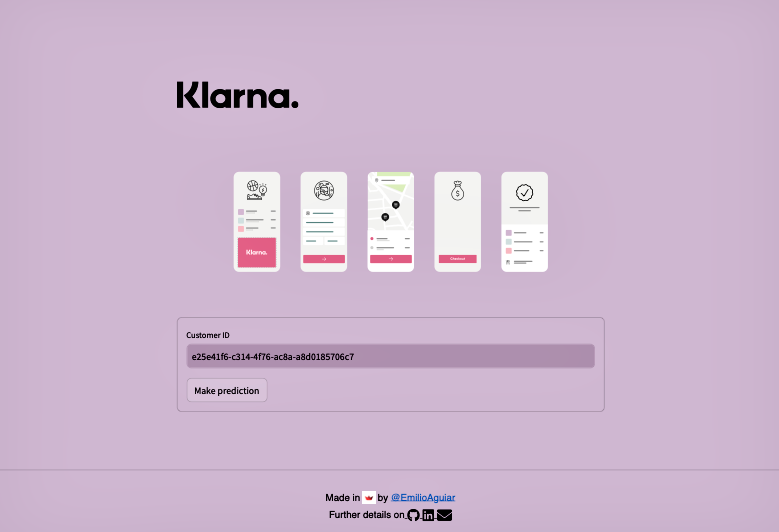 Klarna.
Klarna.
Checkout
Customer ID
e25e41f6-c314-4f76-ac8a-a8d0185706c7
Make prediction
Made in by @EmilioAguiar
Further details on